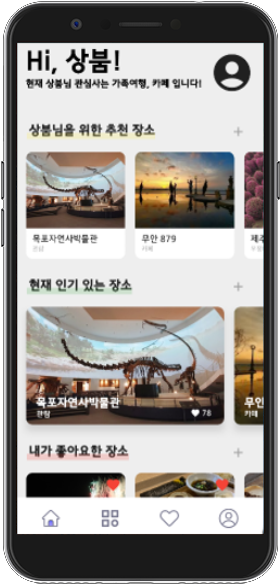 Hi, 상붐!
현재 상붐님 관심사는 가족여행, 카페 입니다!
상붐님을 위한 추천 장소
+
목포자연사박물관
관람
무안 879
카페
제주
현재 인기 있는 장소
+
목포자연사박물관
관람
78
무안
카페
내가 좋아요한 장소
+